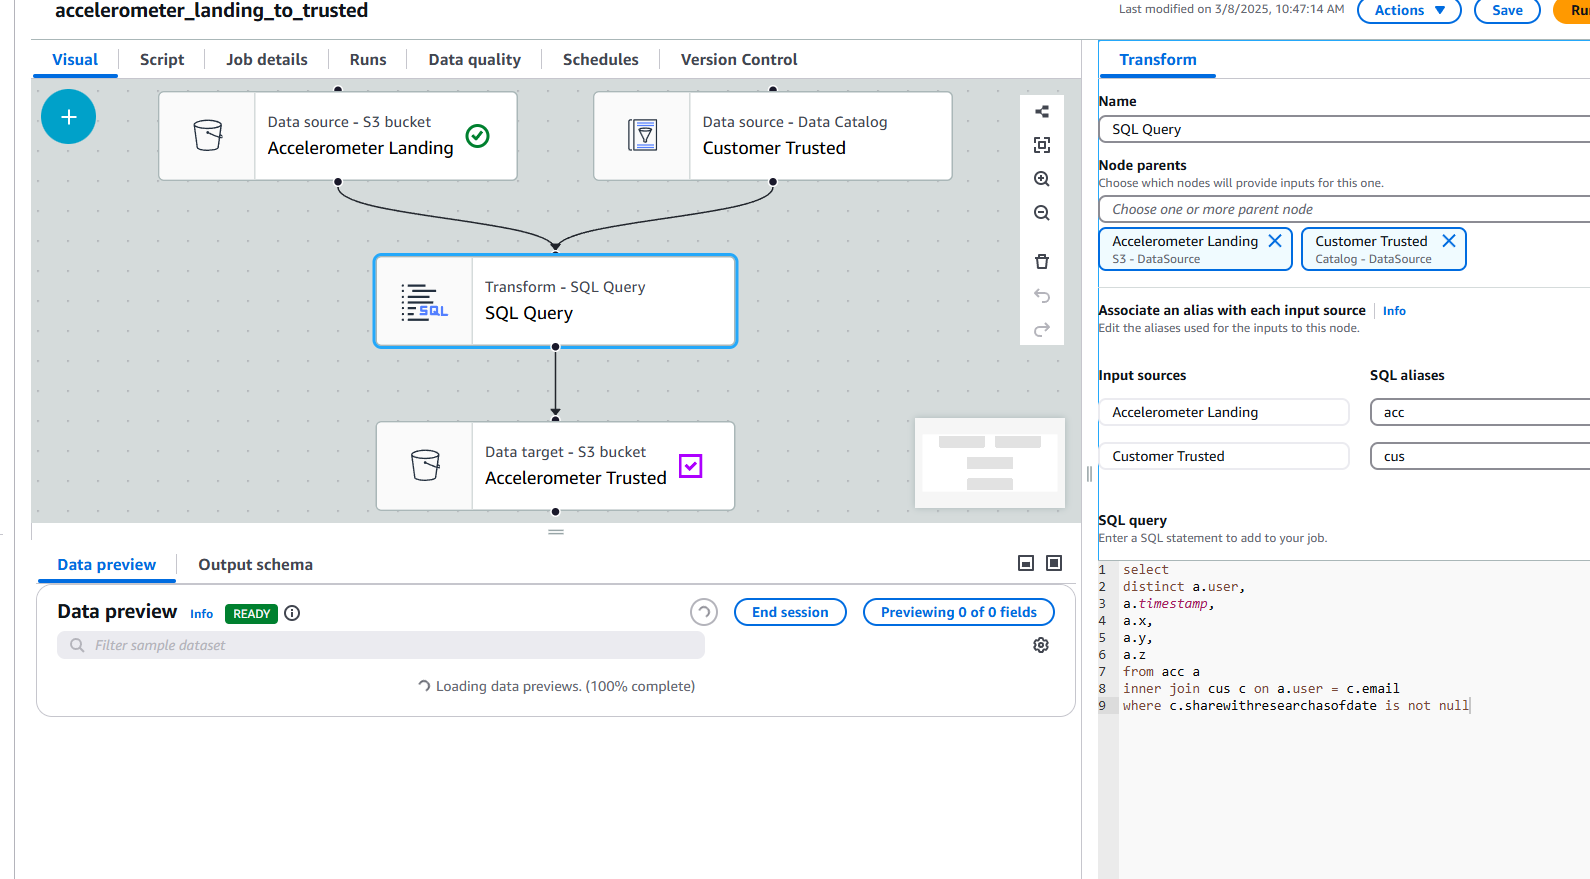 accelerometer_landing_to_trusted
Last modified on 3/8/2025, 10:47:14 AM
Actions
Save
Visual
Script
Job details
Runs
Data quality
Schedules
Version Control
Data source - S3 bucket
Accelerometer Landing
Data source - Data Catalog
Customer Trusted
Transform - SQL Query
SQL Query
SQL
Data target - S3 bucket
Accelerometer Trusted
Data preview
Output schema
Data preview
Info
READY
End session
Previewing 0 of 0 fields
Filter sample dataset
Loading data previews. (100% complete)
Transform
Name
SQL Query
Node parents
Choose which nodes will provide inputs for this one.
Choose one or more parent node
Accelerometer Landing
S3 - DataSource
Customer Trusted
Catalog - DataSource
Associate an alias with each input source
Info
Edit the aliases used for the inputs to this node.
Input sources
SQL aliases
Accelerometer Landing
acc
Customer Trusted
cus
SQL query
Enter a SQL statement to add to your job.
1 select
2 distinct a.user,
3 a.timestamp,
4 a.x,
5 a.y,
6 a.z
7 from acc a
8 inner join cus c on a.user = c.email
9 where c.sharewithresearchasofdate is not null